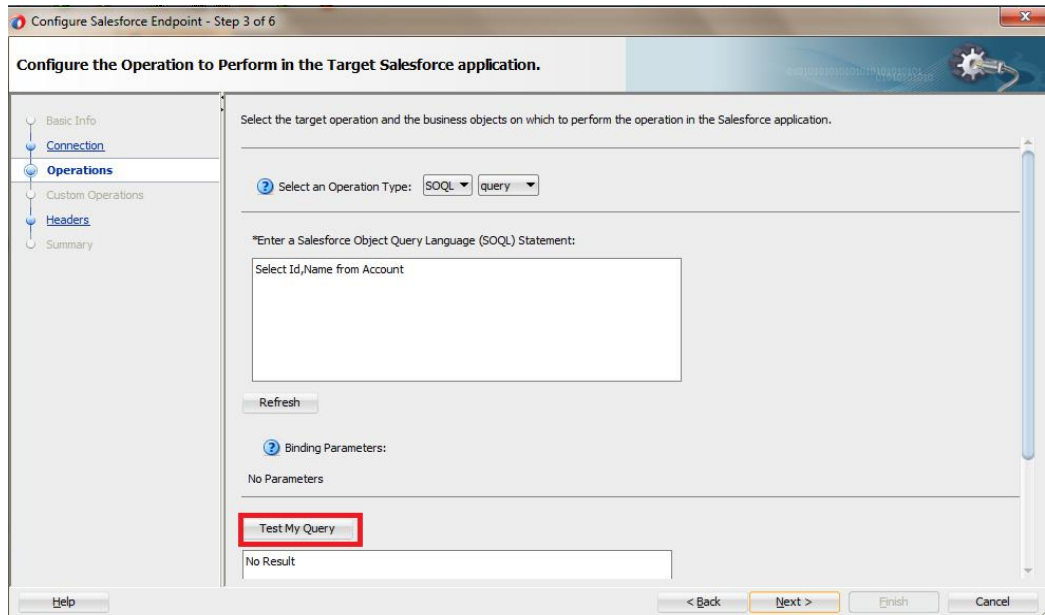 Configure Salesforce Endpoint - Step 3 of 6
Configure the Operation to Perform in the Target Salesforce application.
Basic Info
Connection
Operations
Custom Operations
Headers
Summary
Select the target operation and the business objects on which to perform the operation in the Salesforce application.
Select an Operation Type: SOQL query
*Enter a Salesforce Object Query Language (SOQL) Statement:
Select Id,Name from Account
Refresh
Binding Parameters:
No Parameters
Test My Query
No Result
Help < Back Next > Finish Cancel